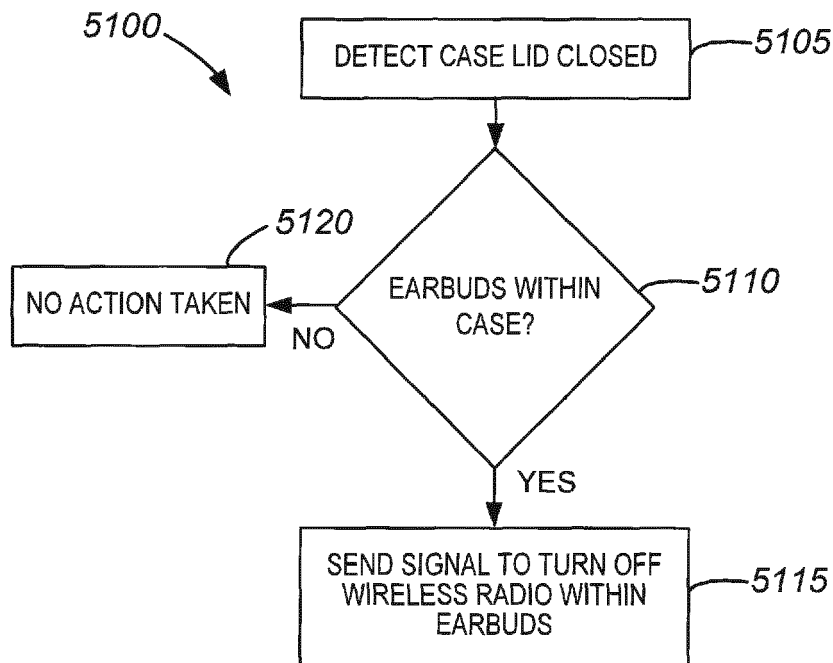 5100
DETECT CASE LID CLOSED
5105
5120
NO ACTION TAKEN
NO
EARBUDS WITHIN
CASE?
5110
YES
SEND SIGNAL TO TURN OFF
WIRELESS RADIO WITHIN
EARBUDS
5115